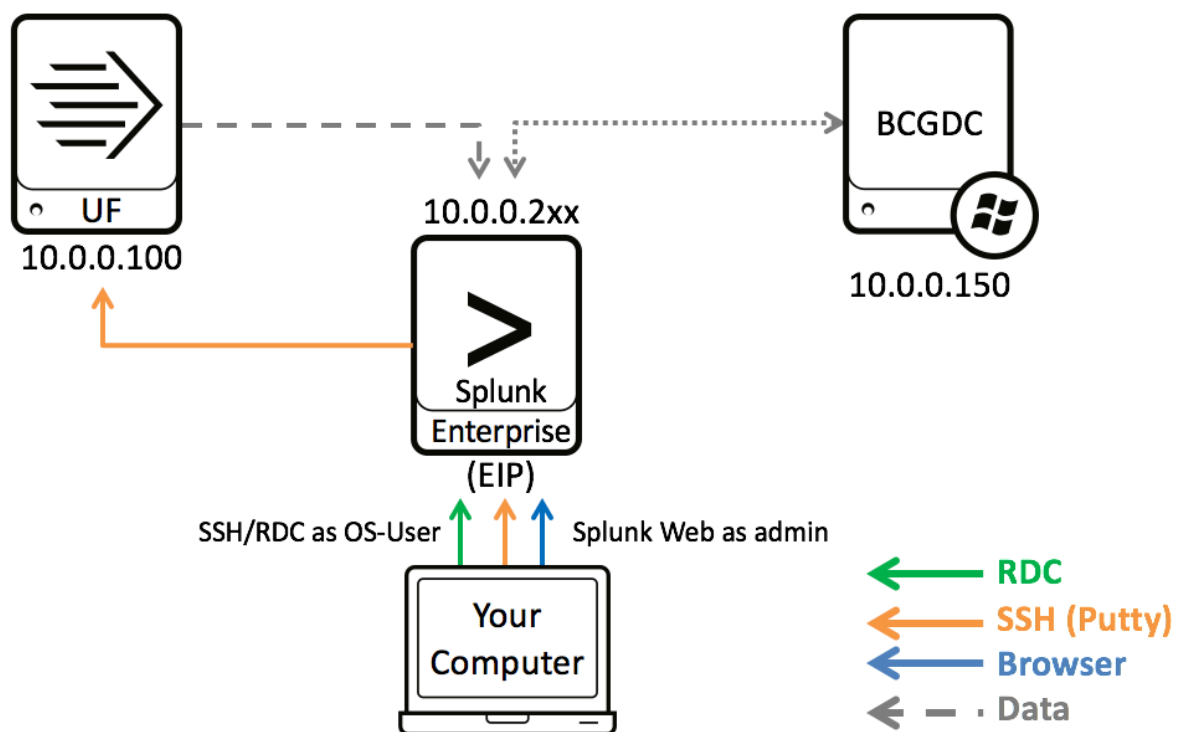 BCGDC
UF
10.0.0.100
10.0.0.2xx
10.0.0.150
Splunk
Enterprise
(EIP)
SSH/RDC as OS-User
Splunk Web as admin
Your
Computer
RDC
SSH (Putty)
Browser
Data